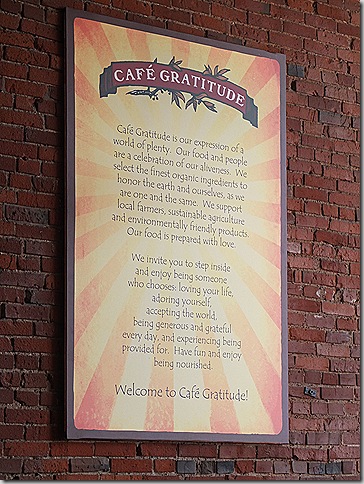 CAFÉ GRATITUDE
Café Gratitude is our expression of a
world of plenty. Our food and people
are a celebration of our aliveness. We
select the finest organic ingredients to
honor the earth and ourselves, as we
are one and the same. We support
local farmers, sustainable agriculture
and environmentally friendly products.
Our food is prepared with love.
We invite you to step inside
and enjoy being someone
who chooses: loving your life,
adoring yourself,
accepting the world,
being generous and grateful
every day, and experiencing being
provided for. Have fun and enjoy
being nourished.
Welcome to Café Gratitude!